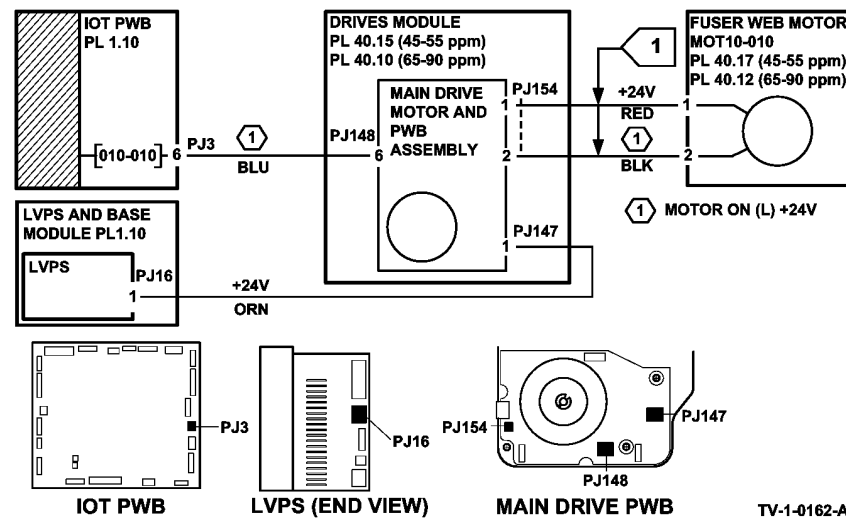 IOT PWB
PL 1.10
[010-010]
6
PJ3
1
BLU
DRIVES MODULE
PL 40.15 (45-55 ppm)
PL 40.10 (65-90 ppm)
PJ148
6
MAIN DRIVE
MOTOR AND
PWB
ASSEMBLY
1
PJ154
2
PJ147
1
1
+24V
RED
1
BLK
FUSER WEB MOTOR
MOT10-010
PL 40.17 (45-55 ppm)
PL 40.12 (65-90 ppm)
1
2
1 MOTOR ON (L) +24V
LVPS AND BASE
MODULE PL1.10
LVPS
PJ16
1
+24V
ORN
PJ3
IOT PWB
PJ16
LVPS (END VIEW)
PJ154
PJ147
PJ148
MAIN DRIVE PWB
TV-1-0162-A